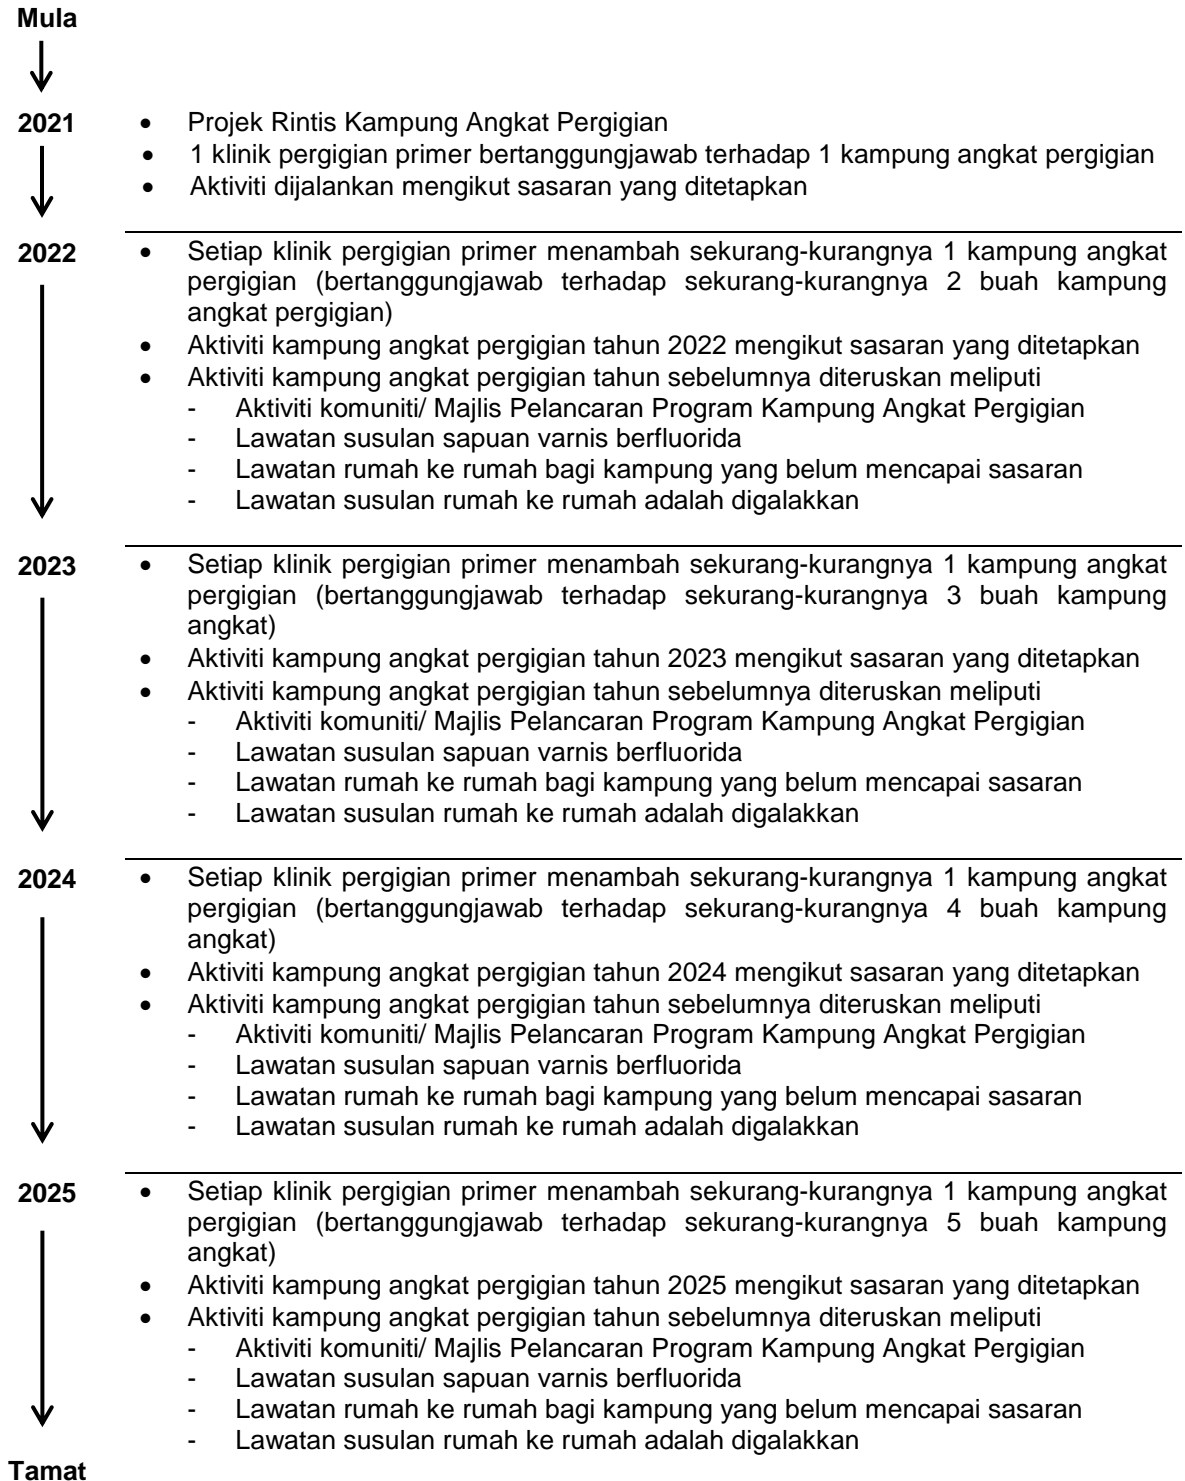 Mula
2021
• Projek Rintis Kampung Angkat Pergigian
• 1 klinik pergigian primer bertanggungjawab terhadap 1 kampung angkat pergigian
• Aktiviti dijalankan mengikut sasaran yang ditetapkan
2022
• Setiap klinik pergigian primer menambah sekurang-kurangnya 1 kampung angkat
pergigian (bertanggungjawab terhadap sekurang-kurangnya 2 buah kampung
angkat pergigian)
• Aktiviti kampung angkat pergigian tahun 2022 mengikut sasaran yang ditetapkan
• Aktiviti kampung angkat pergigian tahun sebelumnya diteruskan meliputi
- Aktiviti komuniti/ Majlis Pelancaran Program Kampung Angkat Pergigian
- Lawatan susulan sapuan varnis berfluorida
- Lawatan rumah ke rumah bagi kampung yang belum mencapai sasaran
- Lawatan susulan rumah ke rumah adalah digalakkan
2023
• Setiap klinik pergigian primer menambah sekurang-kurangnya 1 kampung angkat
pergigian (bertanggungjawab terhadap sekurang-kurangnya 3 buah kampung
angkat)
• Aktiviti kampung angkat pergigian tahun 2023 mengikut sasaran yang ditetapkan
• Aktiviti kampung angkat pergigian tahun sebelumnya diteruskan meliputi
- Aktiviti komuniti/ Majlis Pelancaran Program Kampung Angkat Pergigian
- Lawatan susulan sapuan varnis berfluorida
- Lawatan rumah ke rumah bagi kampung yang belum mencapai sasaran
- Lawatan susulan rumah ke rumah adalah digalakkan
2024
• Setiap klinik pergigian primer menambah sekurang-kurangnya 1 kampung angkat
pergigian (bertanggungjawab terhadap sekurang-kurangnya 4 buah kampung
angkat)
• Aktiviti kampung angkat pergigian tahun 2024 mengikut sasaran yang ditetapkan
• Aktiviti kampung angkat pergigian tahun sebelumnya diteruskan meliputi
- Aktiviti komuniti/ Majlis Pelancaran Program Kampung Angkat Pergigian
- Lawatan susulan sapuan varnis berfluorida
- Lawatan rumah ke rumah bagi kampung yang belum mencapai sasaran
- Lawatan susulan rumah ke rumah adalah digalakkan
2025
• Setiap klinik pergigian primer menambah sekurang-kurangnya 1 kampung angkat
pergigian (bertanggungjawab terhadap sekurang-kurangnya 5 buah kampung
angkat)
• Aktiviti kampung angkat pergigian tahun 2025 mengikut sasaran yang ditetapkan
• Aktiviti kampung angkat pergigian tahun sebelumnya diteruskan meliputi
- Aktiviti komuniti/ Majlis Pelancaran Program Kampung Angkat Pergigian
- Lawatan susulan sapuan varnis berfluorida
- Lawatan rumah ke rumah bagi kampung yang belum mencapai sasaran
- Lawatan susulan rumah ke rumah adalah digalakkan
Tamat